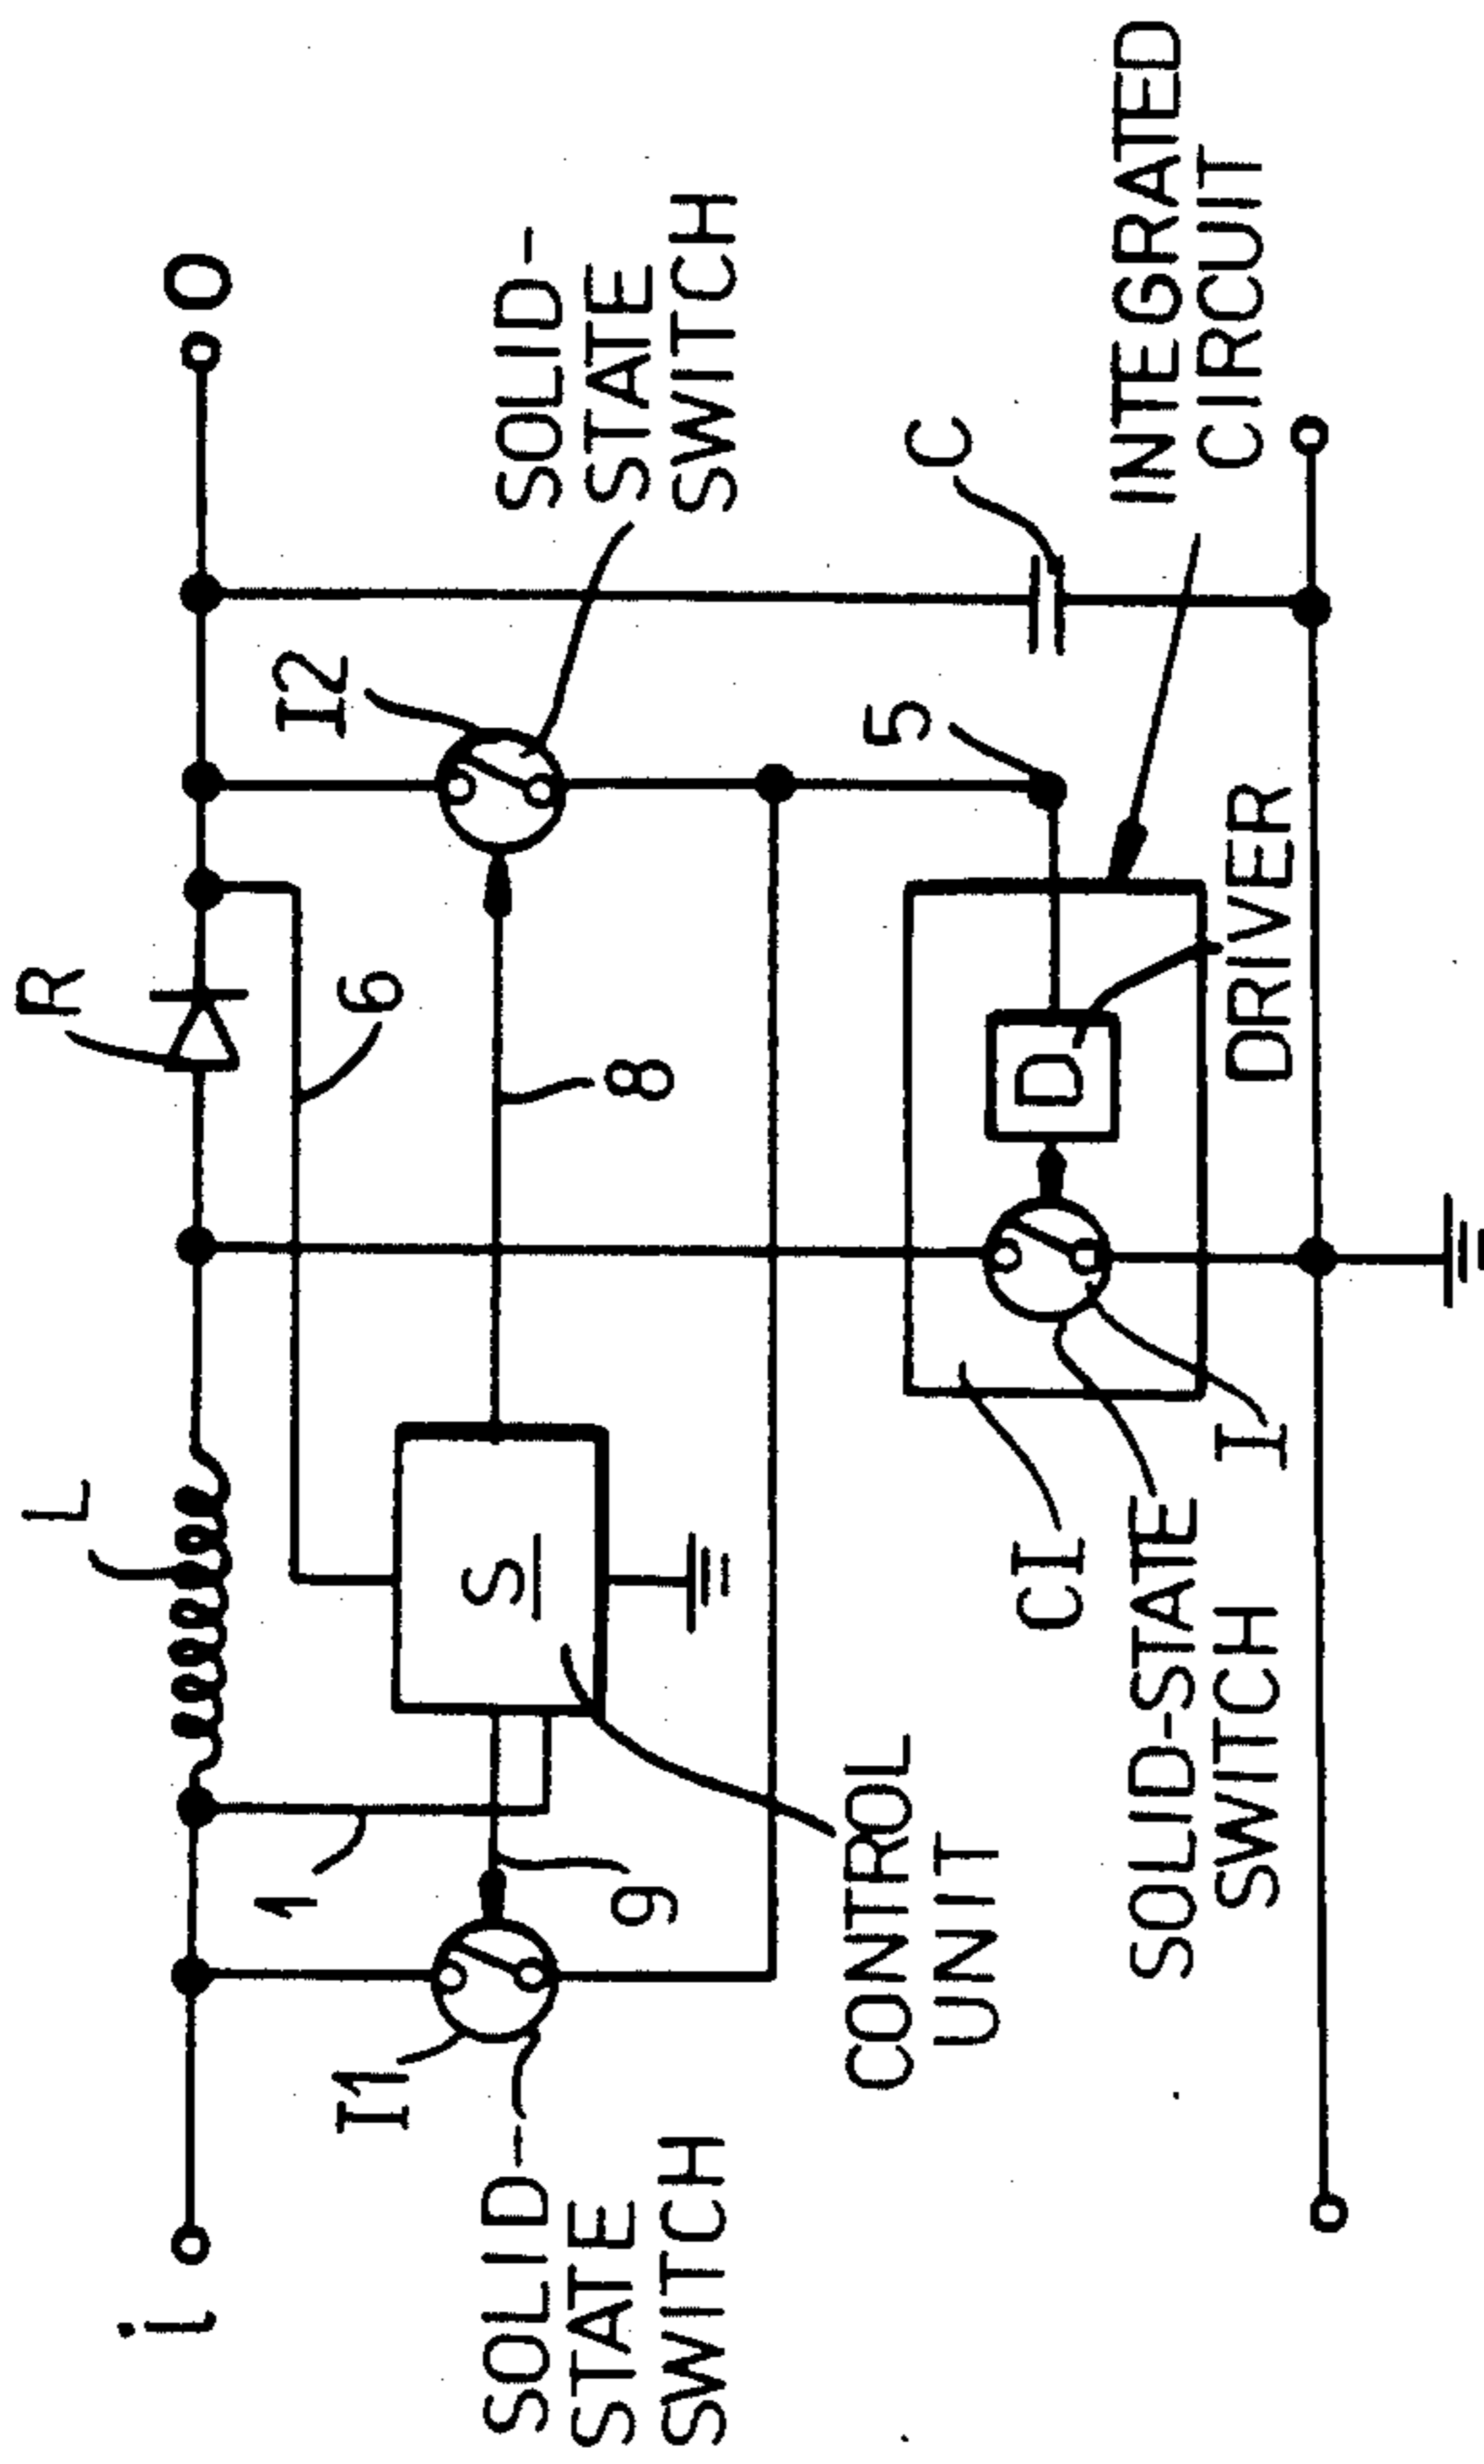 R
L
O
i
I2
6
1
I1
8
9
SOLID-
STATE
SWITCH
SOLID-
STATE
SWITCH
S
5
C
CONTROL
UNIT
D
CI
I
DRIVER
SOLID-STATE
SWITCH
INTEGRATED
CIRCUIT